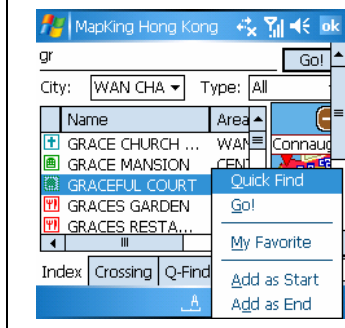 MapKing Hong Kong ok
gr Go!
City: WAN CHA Type: All
Name Area
GRACE CHURCH ... WAN
GRACE MANSION CENT
GRACEFUL COURT
GRACES GARDEN
GRACES RESTA...
Connaug
Quick Find
Go!
My Favorite
Add as Start
Add as End
Index Crossing Q-Find
A